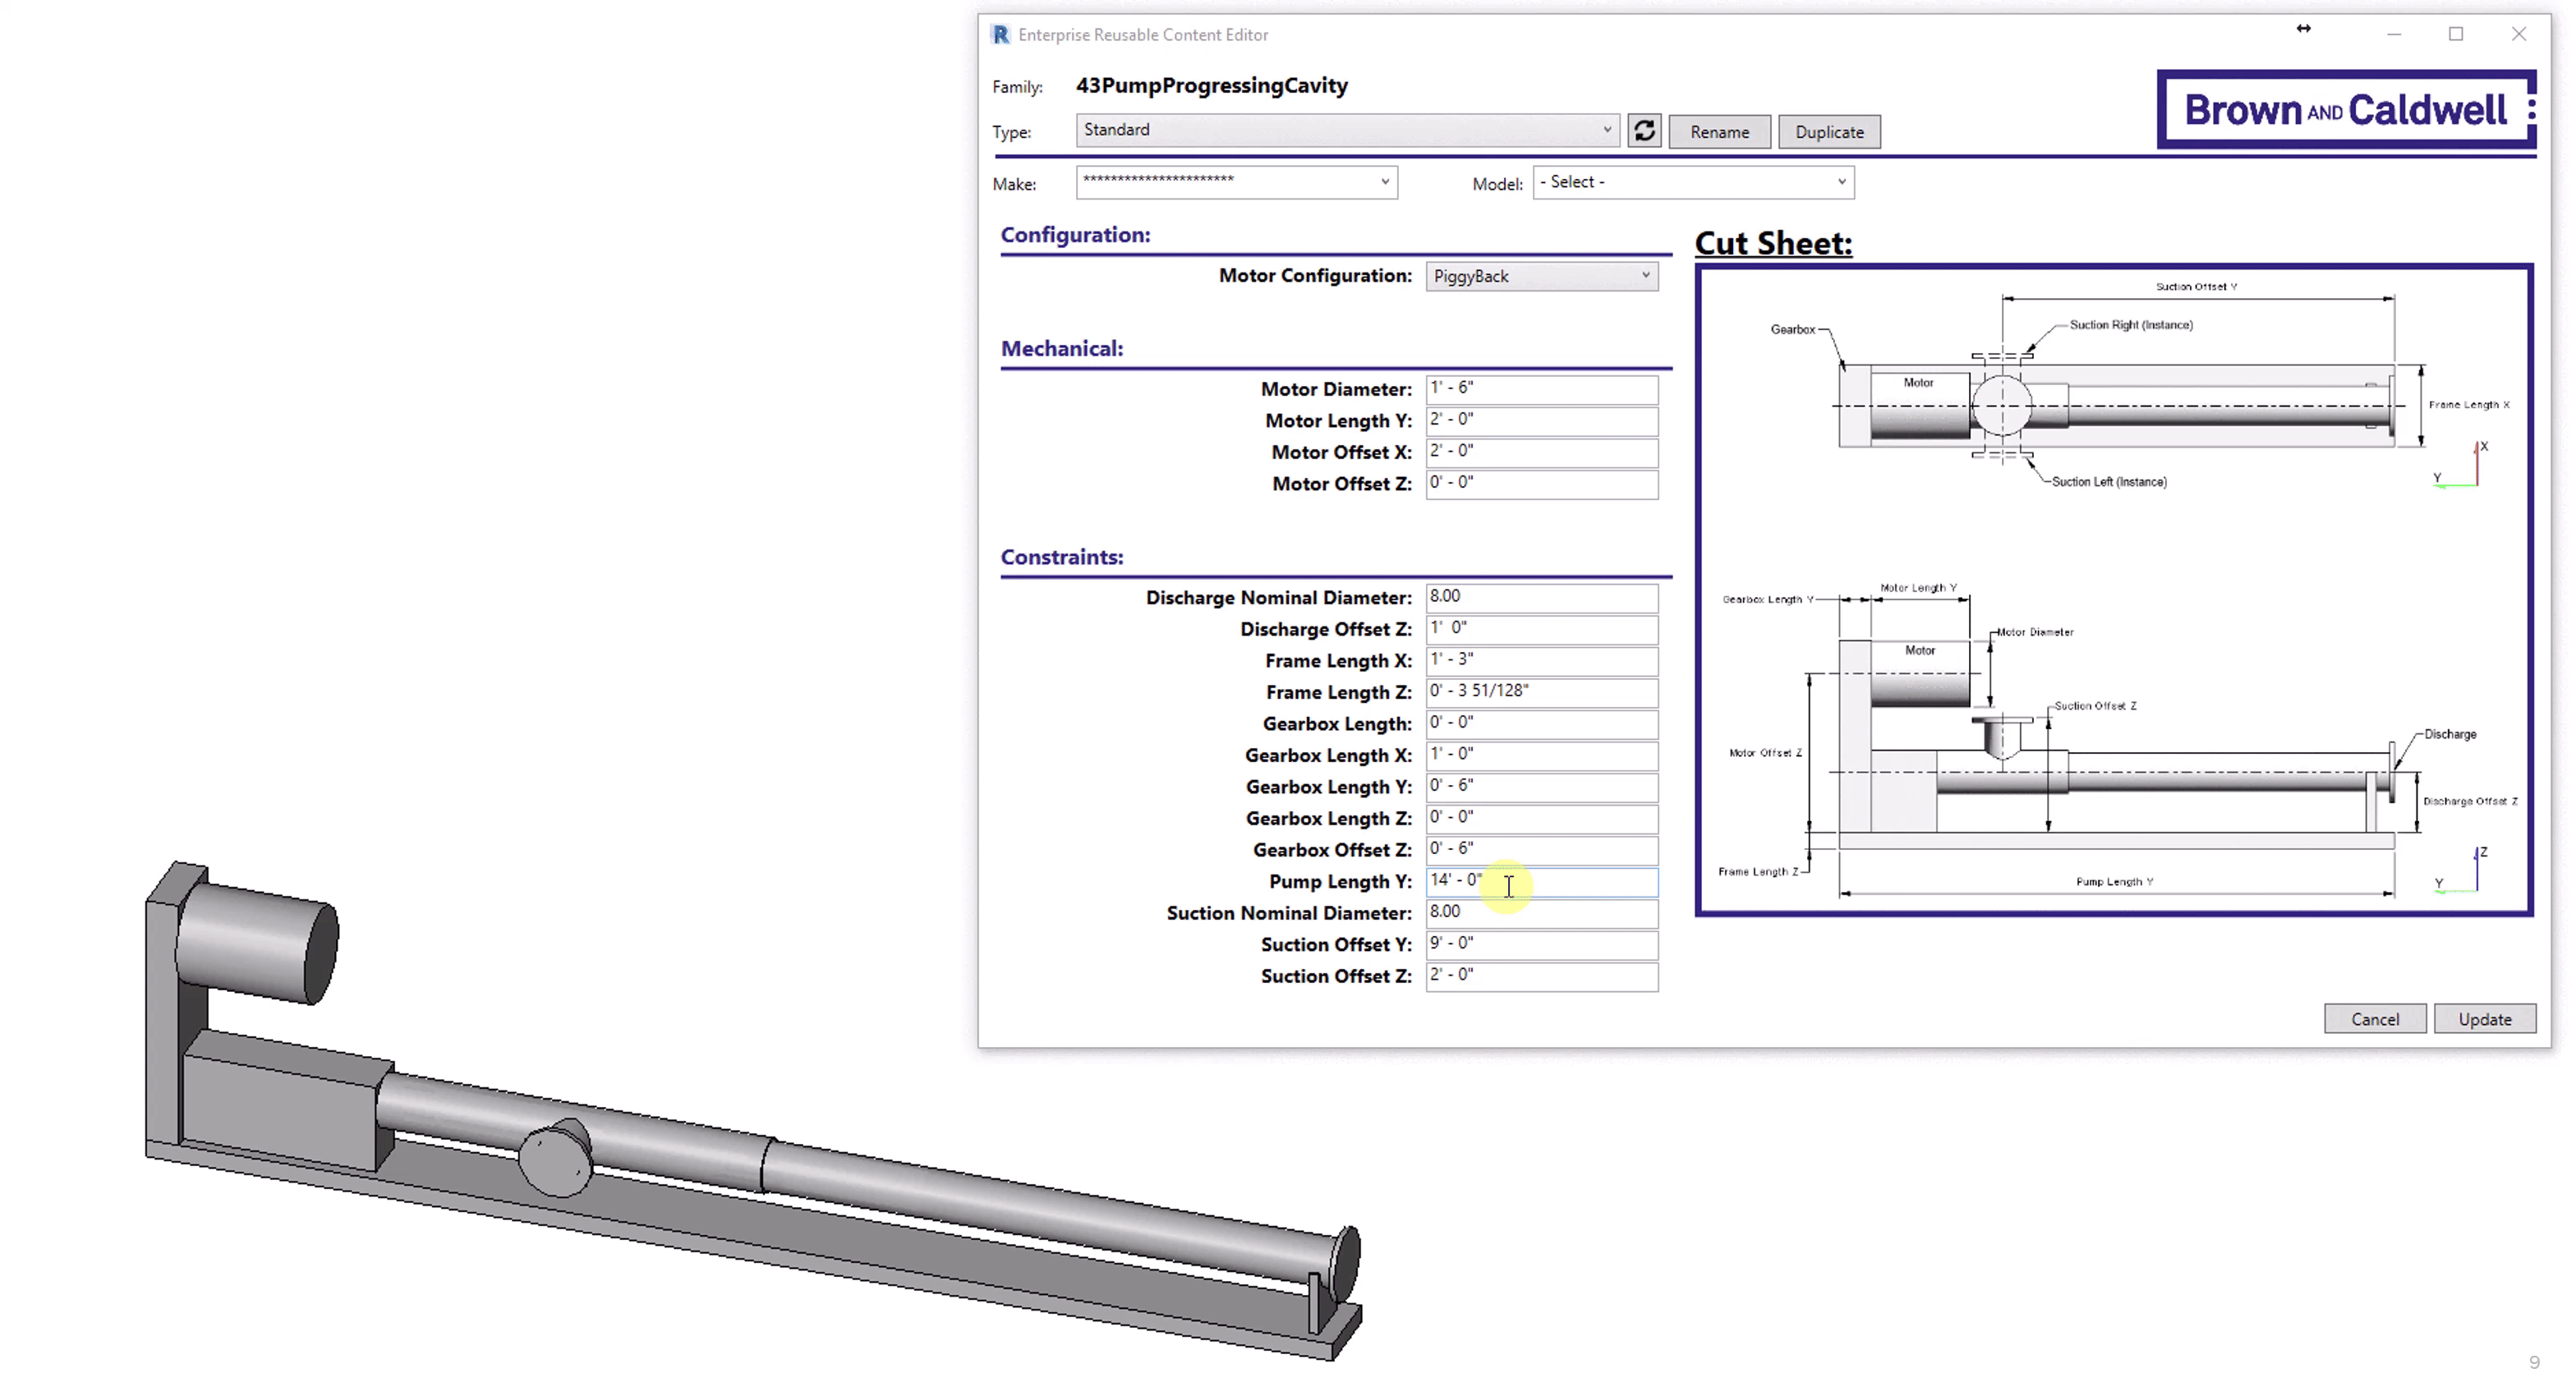 Enterprise Reusable Content Editor
Family: 43PumpProgressingCavity
Brown AND Caldwell
Type: Standard Rename Duplicate
Make: ********************** Model: - Select -
Configuration:
Cut Sheet:
Motor Configuration: PiggyBack
Mechanical:
Motor Diameter: 1' - 6"
Motor Length Y: 2' - 0"
Motor Offset X: 2' - 0"
Motor Offset Z: 0' - 0"
Constraints:
Discharge Nominal Diameter: 8.00
Discharge Offset Z: 1'  0"
Frame Length X: 1' - 3"
Frame Length Z: 0' - 3 51/128"
Gearbox Length: 0' - 0"
Gearbox Length X: 1' - 0"
Gearbox Length Y: 0' - 6"
Gearbox Length Z: 0' - 0"
Gearbox Offset Z: 0' - 6"
Pump Length Y: 14' - 0"
Suction Nominal Diameter: 8.00
Suction Offset Y: 9' - 0"
Suction Offset Z: 2' - 0"
Suction Offset Y
Suction Right (Instance)
Gearbox
Motor
Frame Length X
X
Y
Suction Left (Instance)
Motor Length Y
Gearbox Length Y
Motor Diameter
Motor
Suction Offset Z
Discharge
Motor Offset Z
Discharge Offset Z
Z
Frame Length Z
Pump Length Y
Y
Cancel Update
9